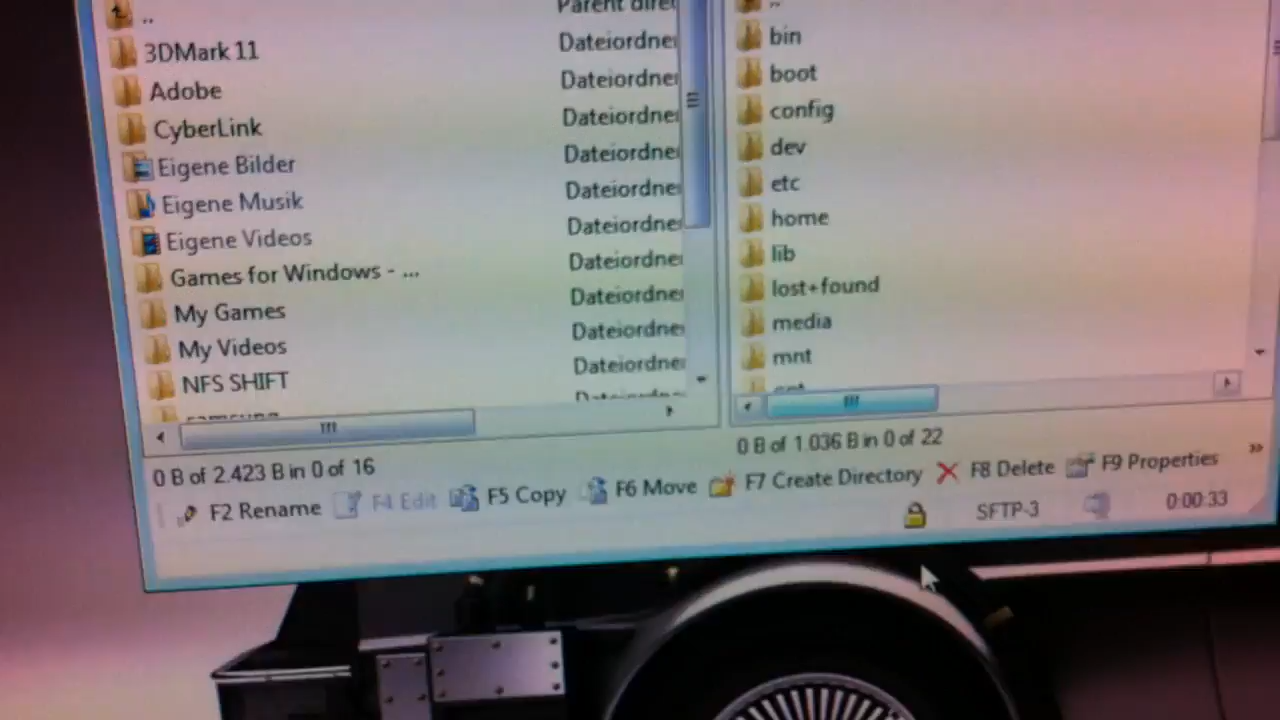 ..
Parent direc
..
3DMark 11 Dateiordner
bin
Adobe Dateiordner
boot
CyberLink Dateiordner
config
Eigene Bilder Dateiordner
dev
Eigene Musik Dateiordner
etc
Eigene Videos Dateiordner
home
Games for Windows - ... Dateiordner
lib
My Games Dateiordner
lost+found
My Videos Dateiordner
media
NFS SHIFT Dateiordner
mnt
0 B of 2.423 B in 0 of 16
0 B of 1.036 B in 0 of 22
F2 Rename F4 Edit F5 Copy F6 Move F7 Create Directory F8 Delete F9 Properties
SFTP-3 0:00:33